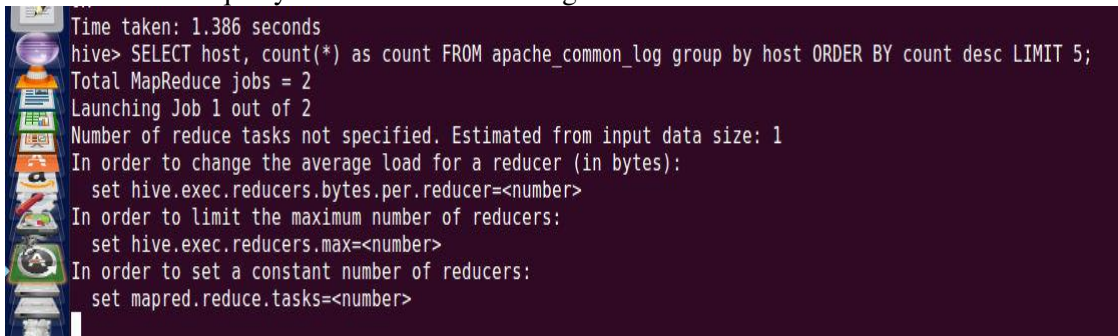 Time taken: 1.386 seconds
hive> SELECT host, count(*) as count FROM apache_common_log group by host ORDER BY count desc LIMIT 5;
Total MapReduce jobs = 2
Launching Job 1 out of 2
Number of reduce tasks not specified. Estimated from input data size: 1
In order to change the average load for a reducer (in bytes):
  set hive.exec.reducers.bytes.per.reducer=<number>
In order to limit the maximum number of reducers:
  set hive.exec.reducers.max=<number>
In order to set a constant number of reducers:
  set mapred.reduce.tasks=<number>